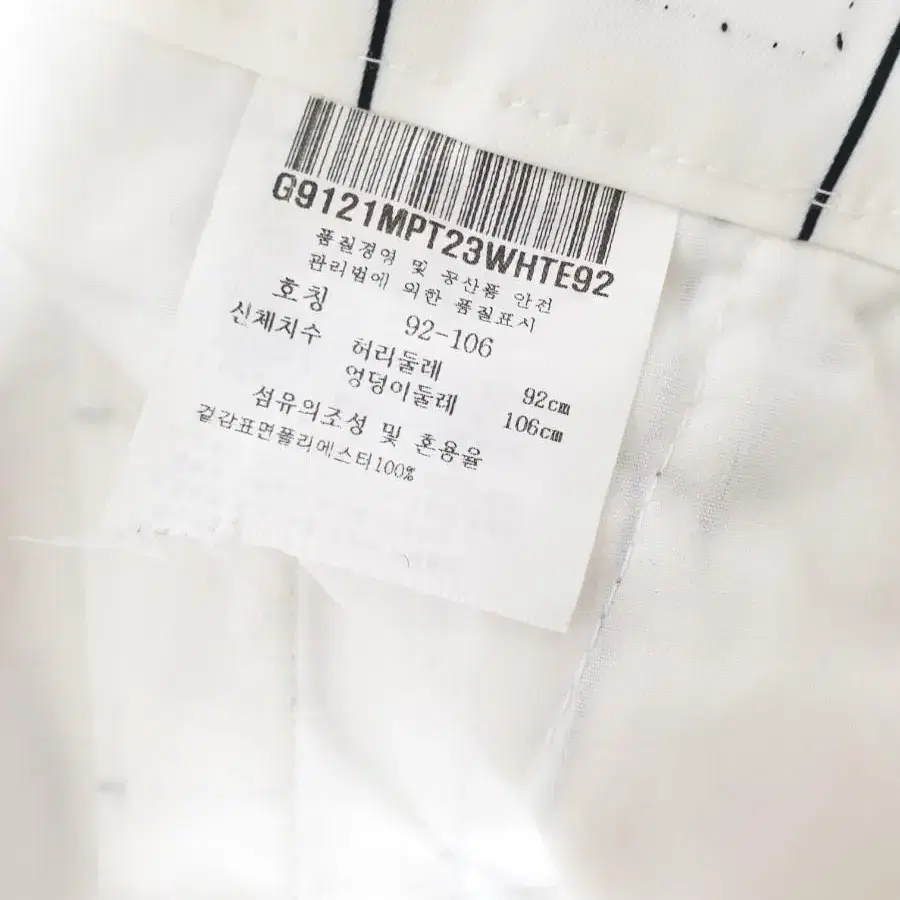 G9121MPT23WHTE92
품질경영 및 공산품 안전
관리법에 의한 품질표시
호칭 92-106
신체치수 허리둘레 92cm
엉덩이둘레 106cm
섬유의조성 및 혼용율
겉감표면폴리에스터100%